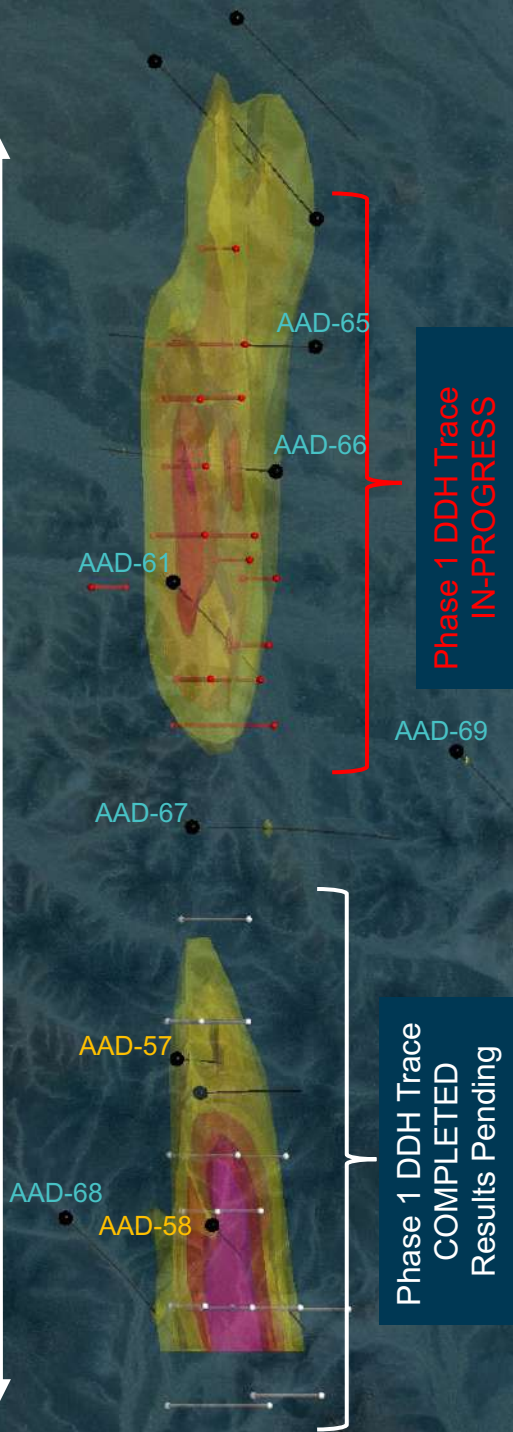 AAD-65
AAD-66
Phase 1 DDH Trace
IN-PROGRESS
AAD-61
AAD-69
AAD-67
AAD-57
Phase 1 DDH Trace
COMPLETED
Results Pending
AAD-68
AAD-58